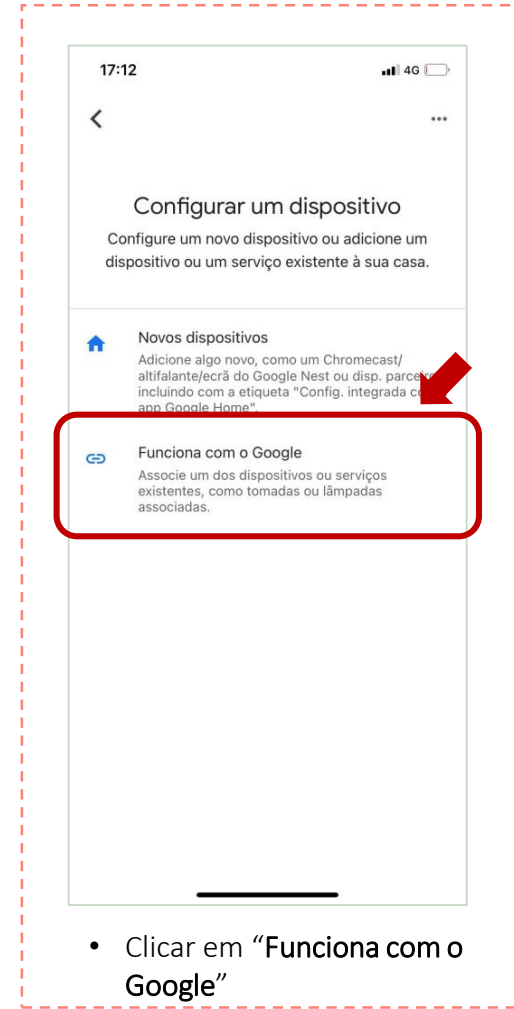 17:12
4G
Configurar um dispositivo
Configure um novo dispositivo ou adicione um
dispositivo ou um serviço existente à sua casa.
Novos dispositivos
Adicione algo novo, como um Chromecast/
altifalante/ecrã do Google Nest ou disp. parceiro
incluindo com a etiqueta "Config. integrada
app Google Home".
Funciona com o Google
Associe um dos dispositivos ou serviços
existentes, como tomadas ou lâmpadas
associadas.
• Clicar em “Funciona com o
Google”